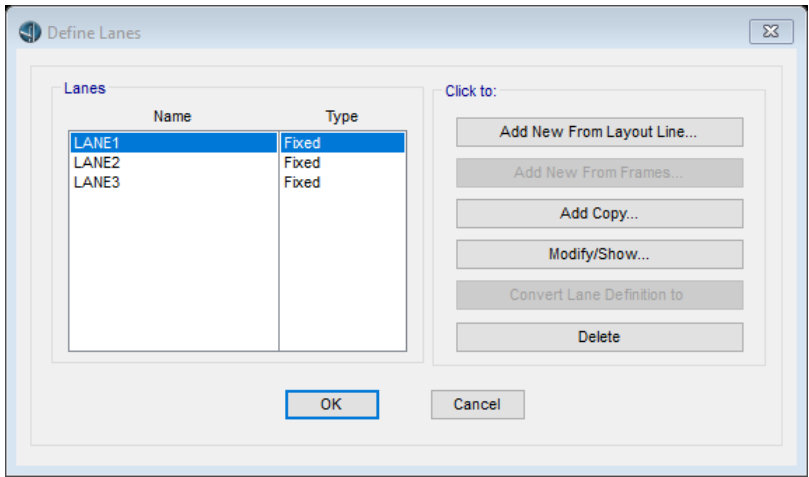 Define Lanes
Lanes
Name Type
LANE1 Fixed
LANE2 Fixed
LANE3 Fixed
Click to:
Add New From Layout Line...
Add New From Frames...
Add Copy...
Modify/Show...
Convert Lane Definition to
Delete
OK Cancel